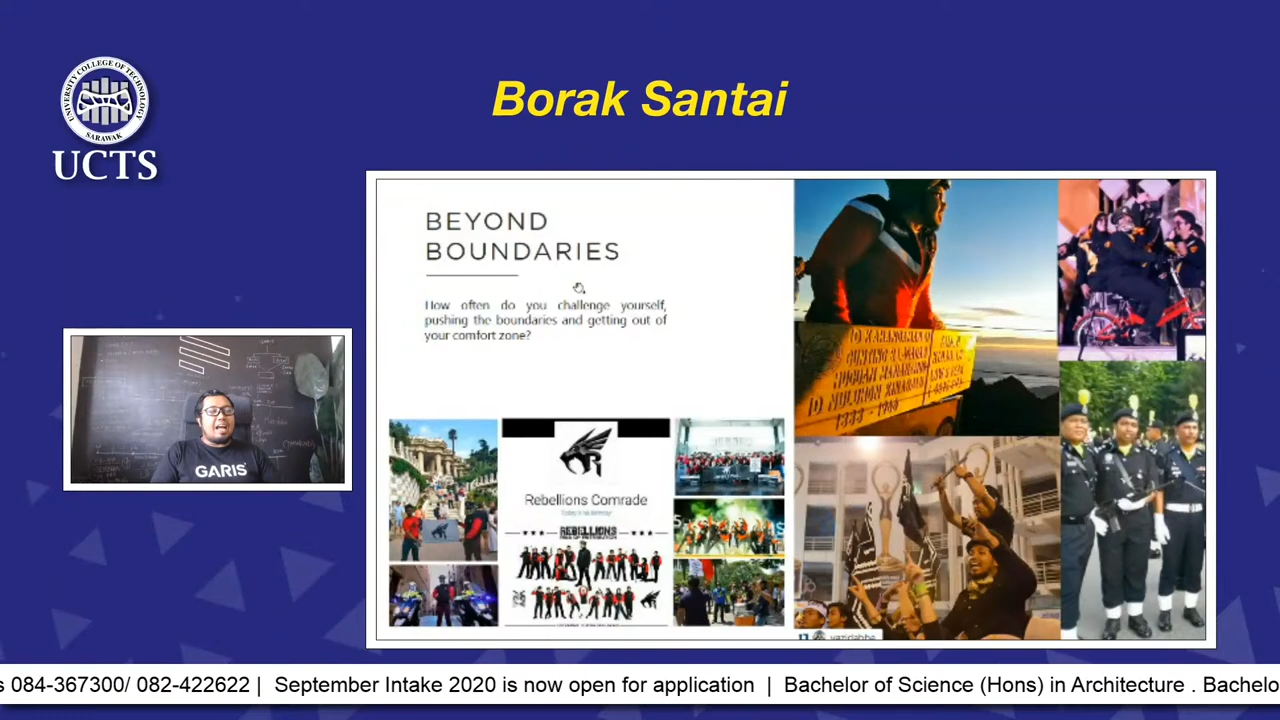 UNIVERSITY COLLEGE OF TECHNOLOGY
SARAWAK
UCTS
Borak Santai
BEYOND
BOUNDARIES
How often do you challenge yourself,
pushing the boundaries and getting out of
your comfort zone?
GARIS
Rebellions Comrade
REBELLIONS
1888 - 1988
s 084-367300/ 082-422622 | September Intake 2020 is now open for application | Bachelor of Science (Hons) in Architecture . Bachelo